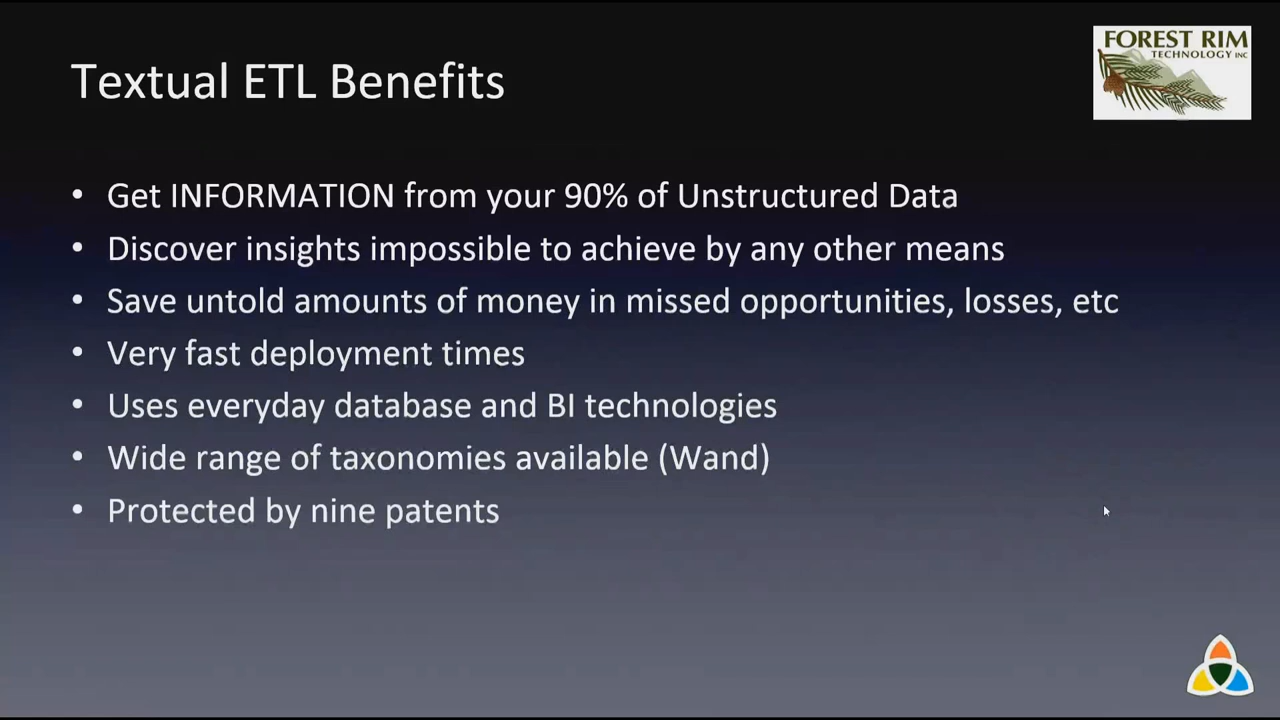 FOREST RIM
TECHNOLOGY INC
Textual ETL Benefits
• Get INFORMATION from your 90% of Unstructured Data
• Discover insights impossible to achieve by any other means
• Save untold amounts of money in missed opportunities, losses, etc
• Very fast deployment times
• Uses everyday database and BI technologies
• Wide range of taxonomies available (Wand)
• Protected by nine patents